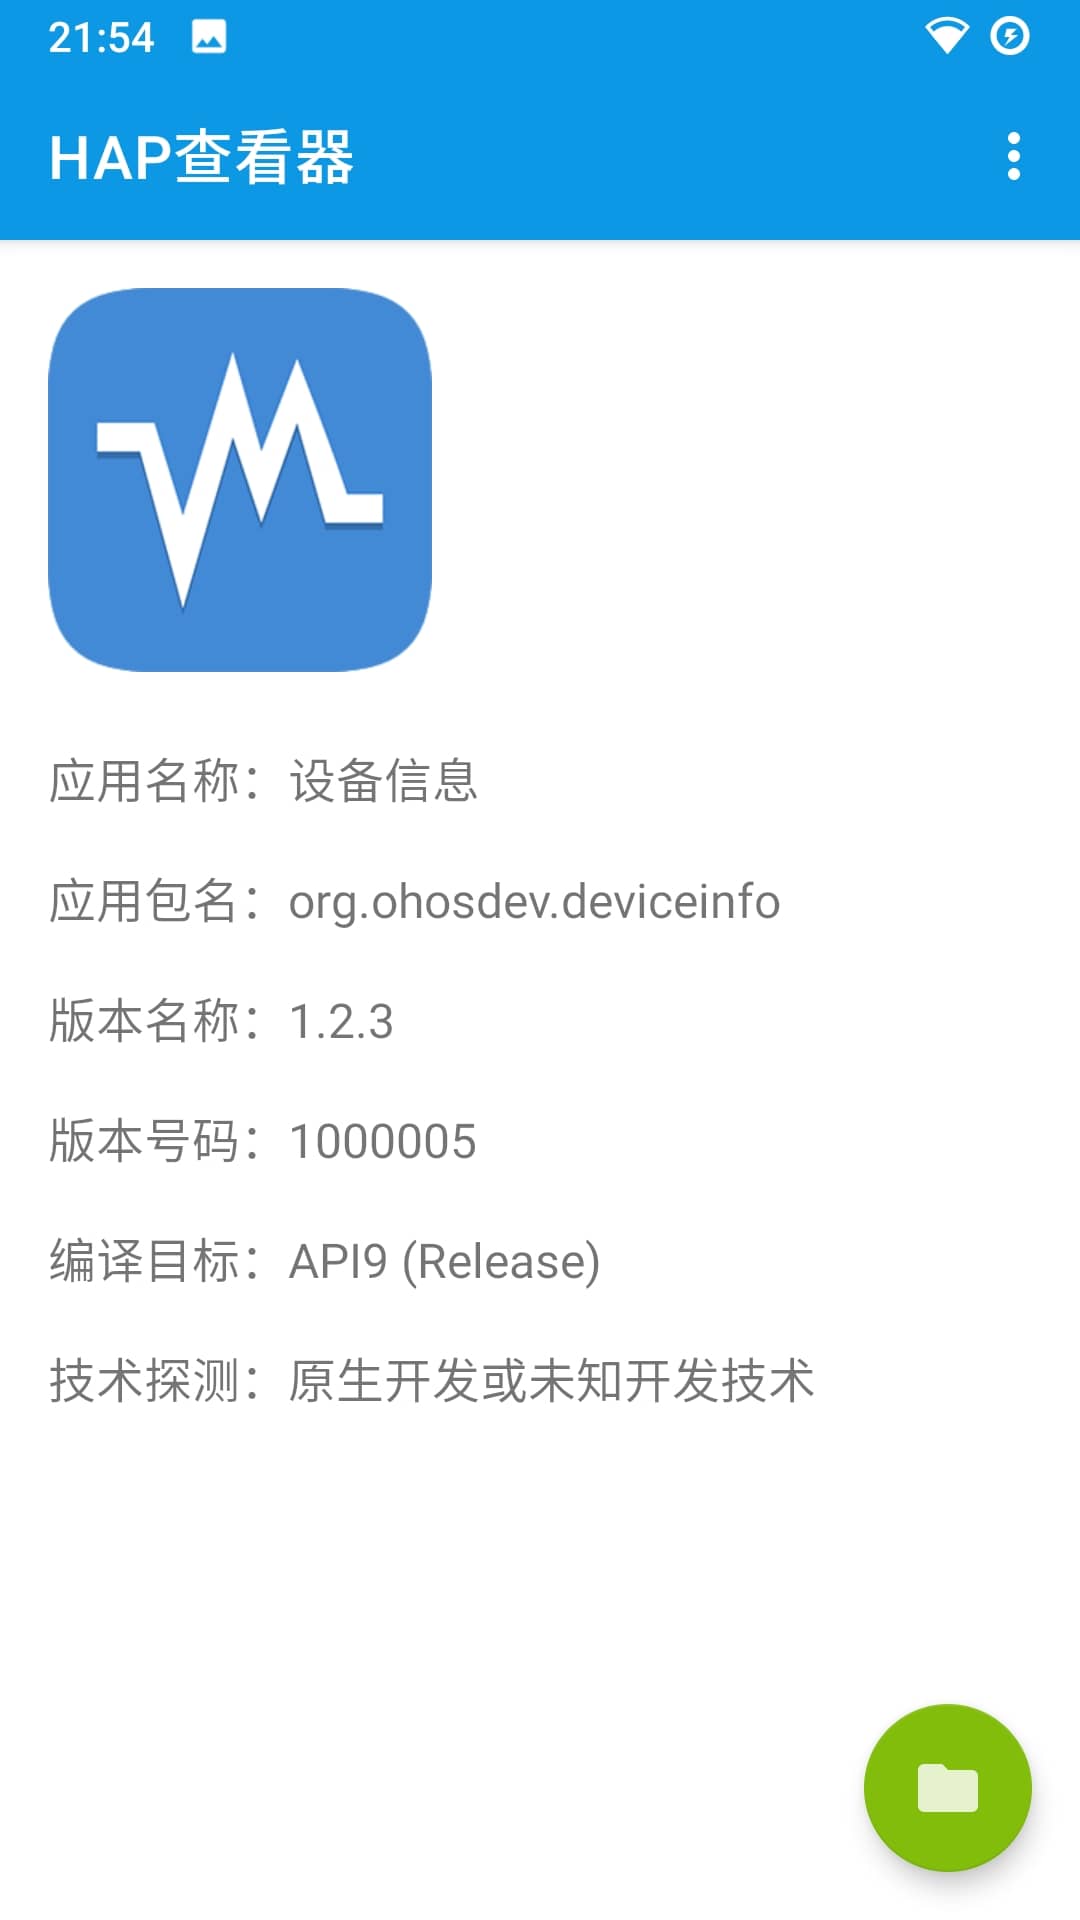 21:54
HAP查看器
应用名称：设备信息
应用包名：org.ohosdev.deviceinfo
版本名称：1.2.3
版本号码：1000005
编译目标：API9 (Release)
技术探测：原生开发或未知开发技术